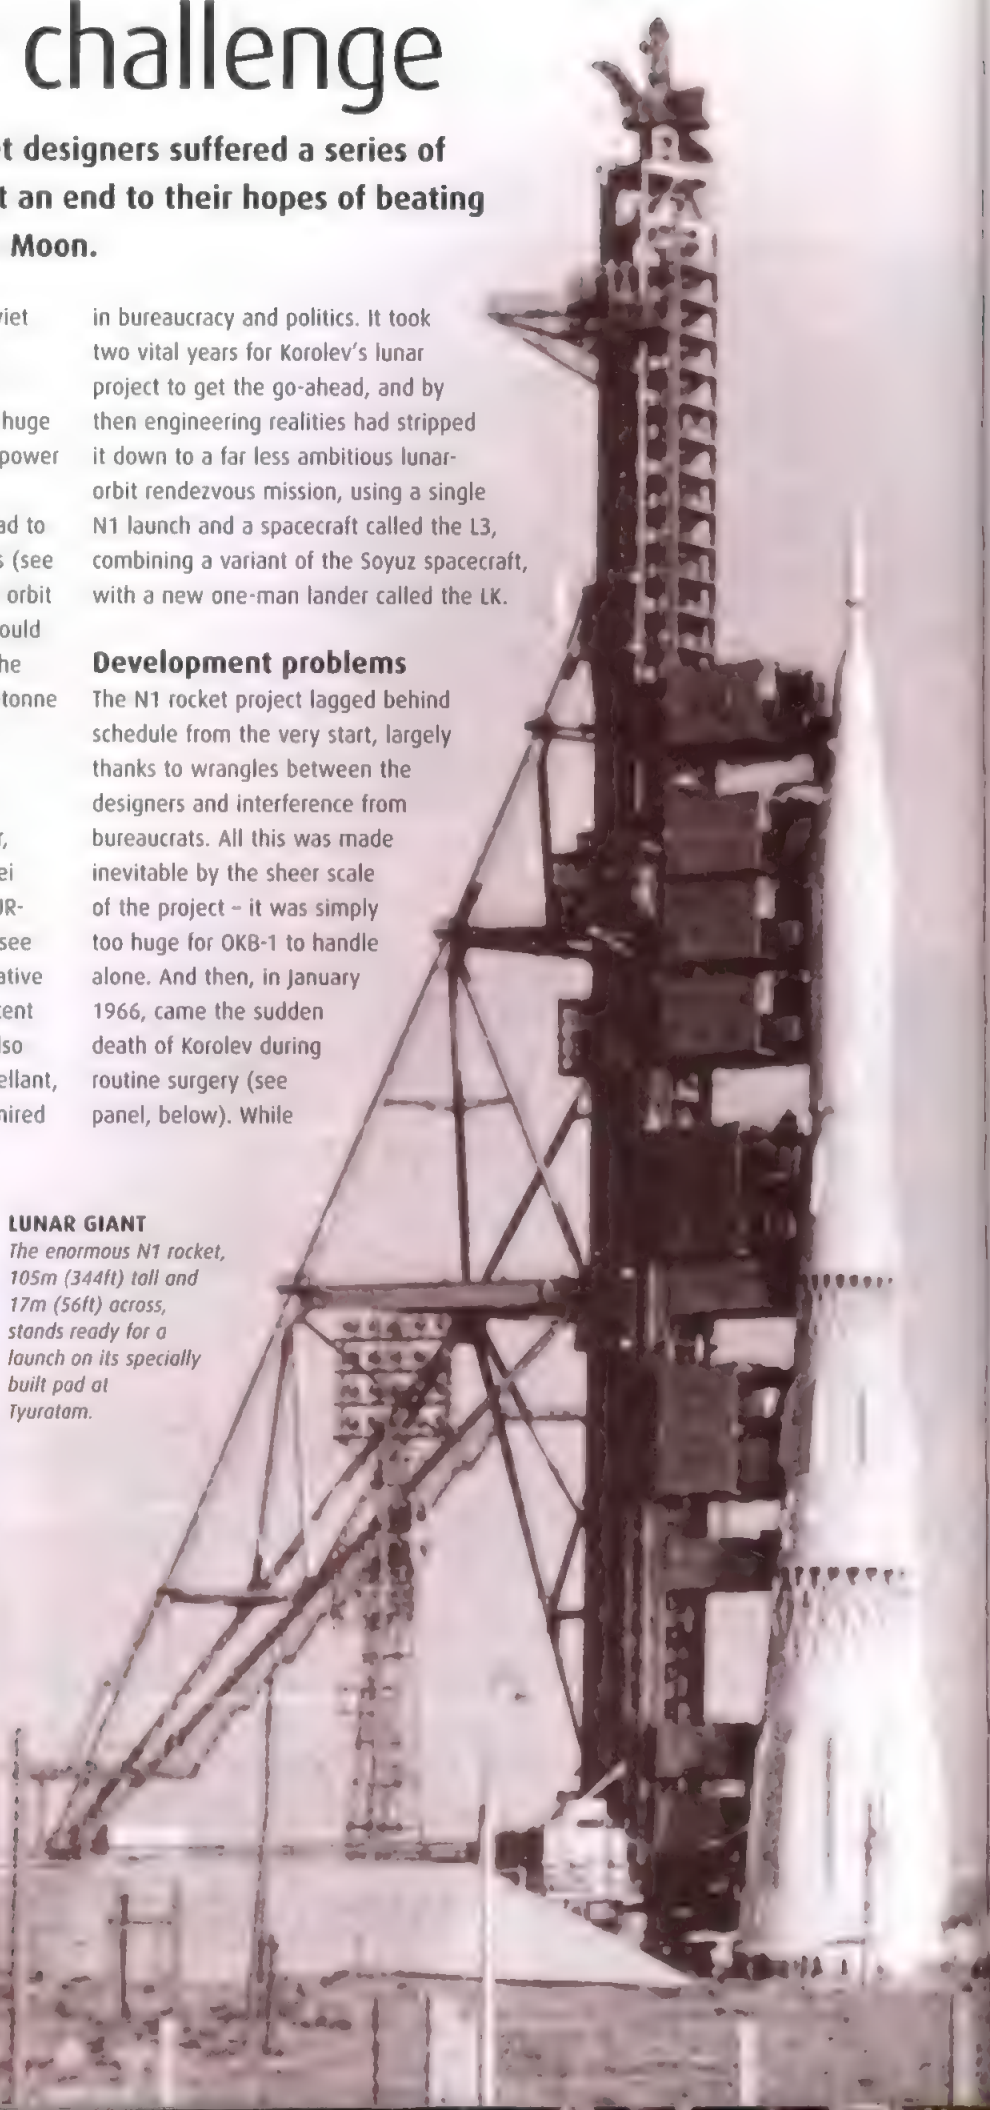 challenge
t designers suffered a series of
t an end to their hopes of beating
Moon.
viet
huge
power
ad to
s (see
orbit
ould
he
tonne
r,
ei
UR-
see
ative
cent
lso
ellant,
mired
in bureaucracy and politics. It took
two vital years for Korolev's lunar
project to get the go-ahead, and by
then engineering realities had stripped
it down to a far less ambitious lunar-
orbit rendezvous mission, using a single
N1 launch and a spacecraft called the L3,
combining a variant of the Soyuz spacecraft,
with a new one-man lander called the LK.
Development problems
The N1 rocket project lagged behind
schedule from the very start, largely
thanks to wrangles between the
designers and interference from
bureaucrats. All this was made
inevitable by the sheer scale
of the project – it was simply
too huge for OKB-1 to handle
alone. And then, in January
1966, came the sudden
death of Korolev during
routine surgery (see
panel, below). While
LUNAR GIANT
The enormous N1 rocket,
105m (344ft) tall and
17m (56ft) across,
stands ready for a
launch on its specially
built pad at
Tyuratam.